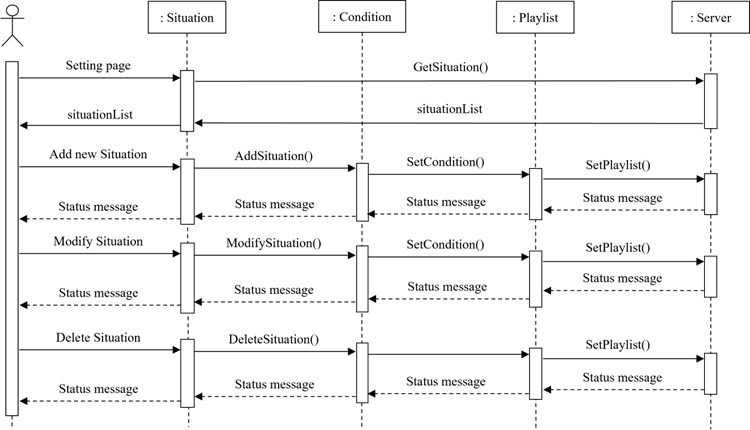 : Situation
: Condition
: Playlist
: Server
Setting page
GetSituation()
situationList
situationList
Add new Situation
AddSituation()
SetCondition()
SetPlaylist()
Status message
Status message
Status message
Status message
Modify Situation
ModifySituation()
SetCondition()
SetPlaylist()
Status message
Status message
Status message
Status message
Delete Situation
DeleteSituation()
SetPlaylist()
Status message
Status message
Status message
Status message